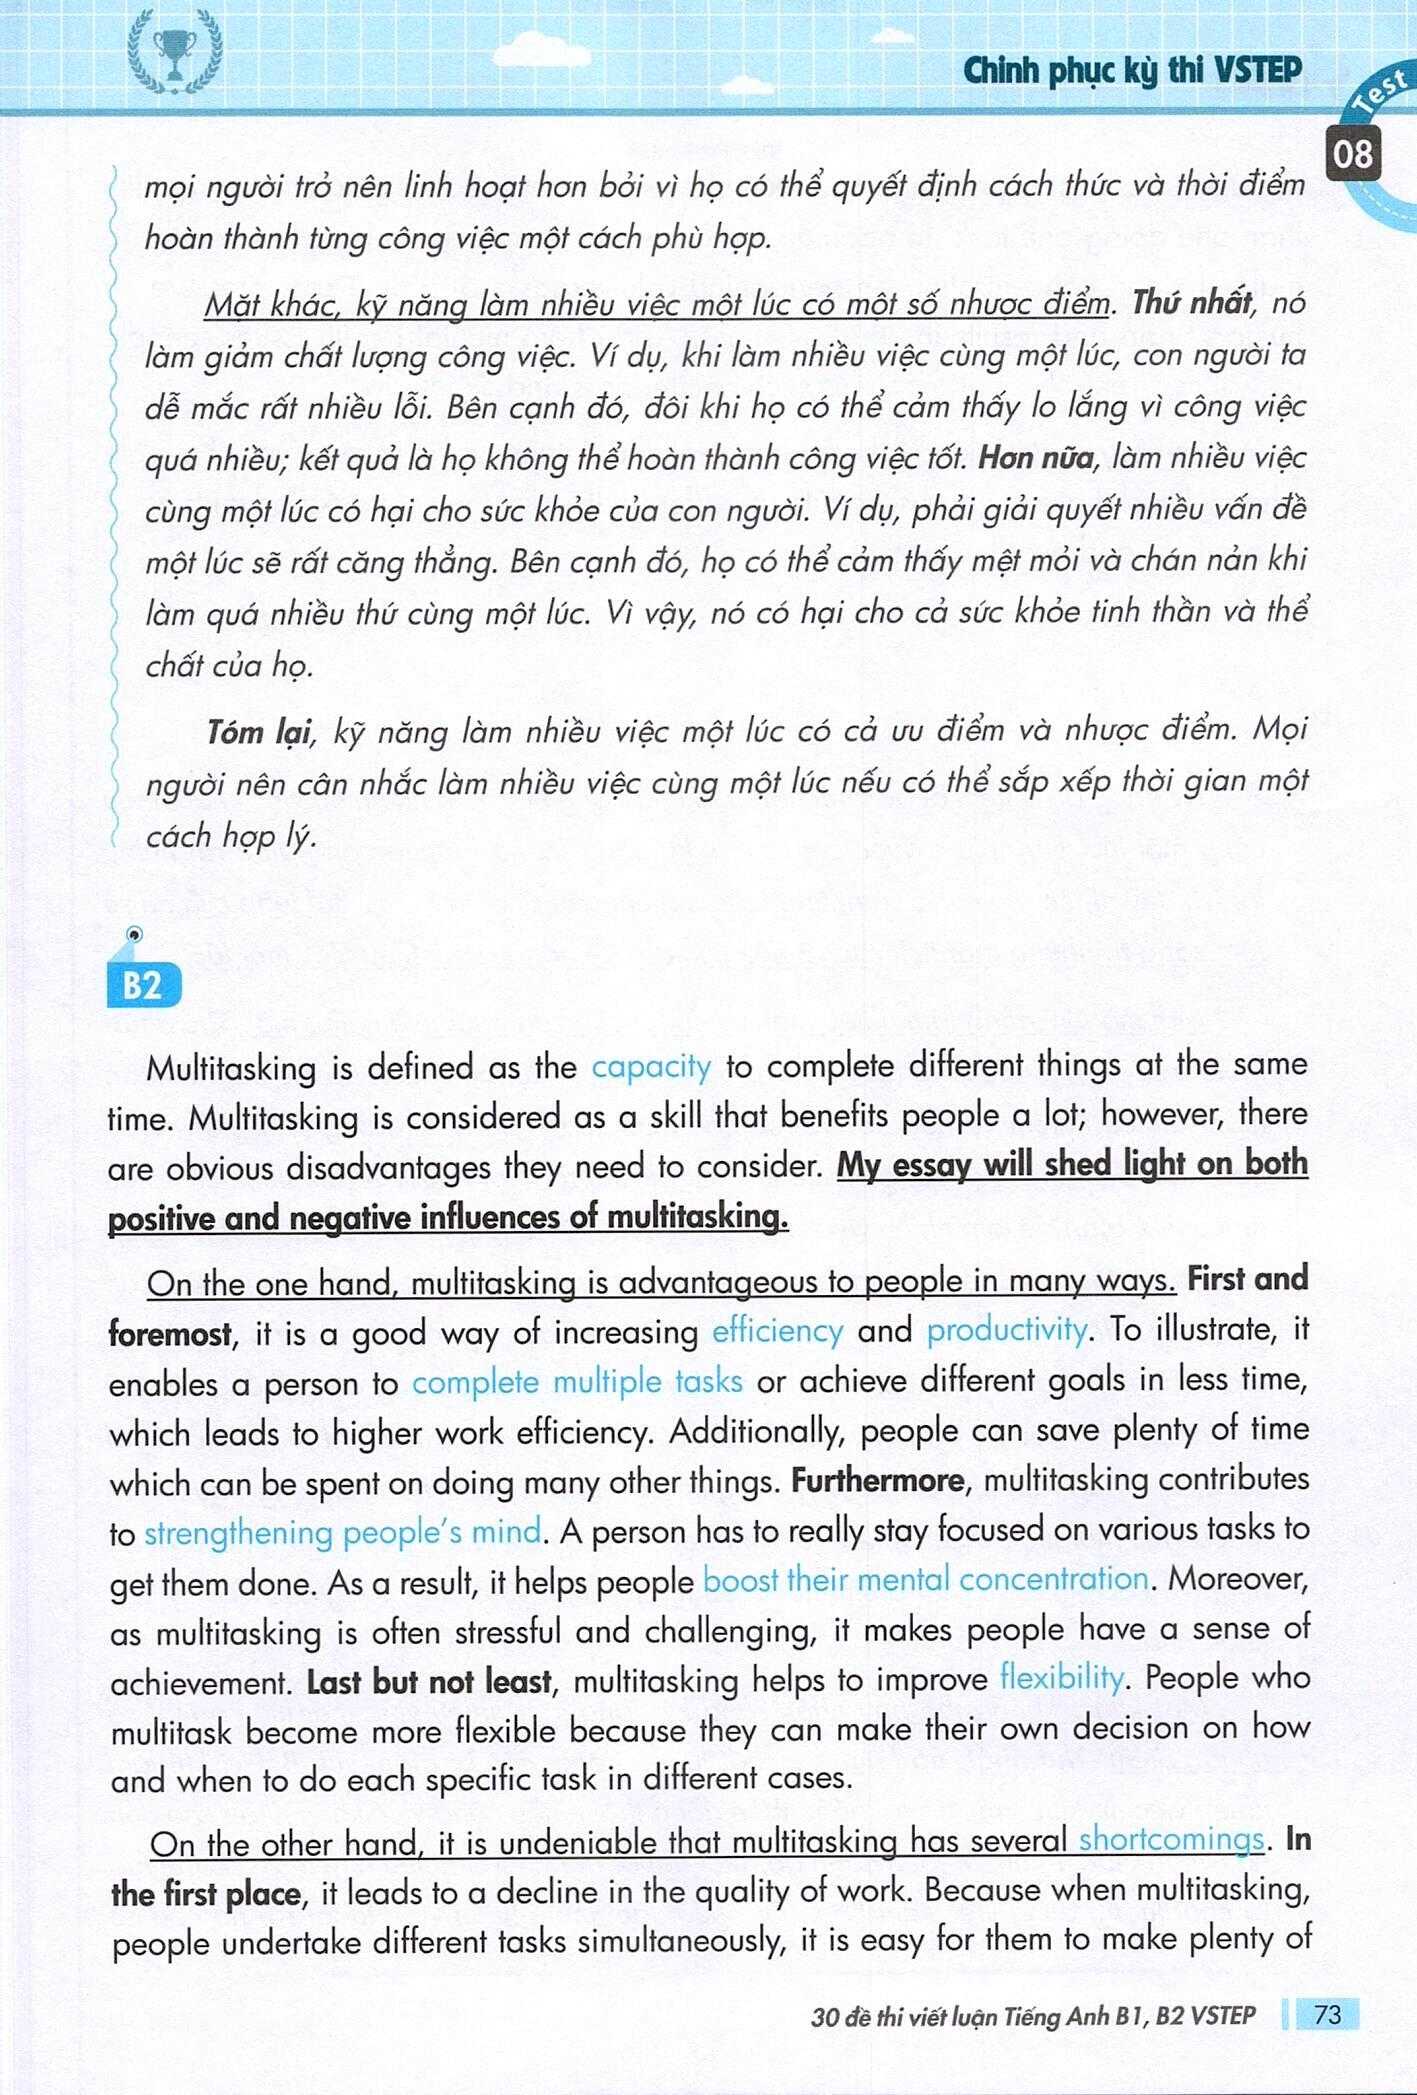 Chinh phục kỳ thi VSTEP
Test
08
mọi người trở nên linh hoạt hơn bởi vì họ có thể quyết định cách thức và thời điểm
hoàn thành từng công việc một cách phù hợp.
Mặt khác, kỹ năng làm nhiều việc một lúc có một số nhược điểm. Thứ nhất, nó
làm giảm chất lượng công việc. Ví dụ, khi làm nhiều việc cùng một lúc, con người ta
dễ mắc rất nhiều lỗi. Bên cạnh đó, đôi khi họ có thể cảm thấy lo lắng vì công việc
quá nhiều; kết quả là họ không thể hoàn thành công việc tốt. Hơn nữa, làm nhiều việc
cùng một lúc có hại cho sức khỏe của con người. Ví dụ, phải giải quyết nhiều vấn đề
một lúc sẽ rất căng thẳng. Bên cạnh đó, họ có thể cảm thấy mệt mỏi và chán nản khi
làm quá nhiều thứ cùng một lúc. Vì vậy, nó có hại cho cả sức khỏe tinh thần và thể
chất của họ.
Tóm lại, kỹ năng làm nhiều việc một lúc có cả ưu điểm và nhược điểm. Mọi
người nên cân nhắc làm nhiều việc cùng một lúc nếu có thể sắp xếp thời gian một
cách hợp lý.
B2
Multitasking is defined as the capacity to complete different things at the same
time. Multitasking is considered as a skill that benefits people a lot; however, there
are obvious disadvantages they need to consider. My essay will shed light on both
positive and negative influences of multitasking.
On the one hand, multitasking is advantageous to people in many ways. First and
foremost, it is a good way of increasing efficiency and productivity. To illustrate, it
enables a person to complete multiple tasks or achieve different goals in less time,
which leads to higher work efficiency. Additionally, people can save plenty of time
which can be spent on doing many other things. Furthermore, multitasking contributes
to strengthening people's mind. A person has to really stay focused on various tasks to
get them done. As a result, it helps people boost their mental concentration. Moreover,
as multitasking is often stressful and challenging, it makes people have a sense of
achievement. Last but not least, multitasking helps to improve flexibility. People who
multitask become more flexible because they can make their own decision on how
and when to do each specific task in different cases.
On the other hand, it is undeniable that multitasking has several shortcomings. In
the first place, it leads to a decline in the quality of work. Because when multitasking,
people undertake different tasks simultaneously, it is easy for them to make plenty of
30 đề thi viết luận Tiếng Anh B1, B2 VSTEP
73